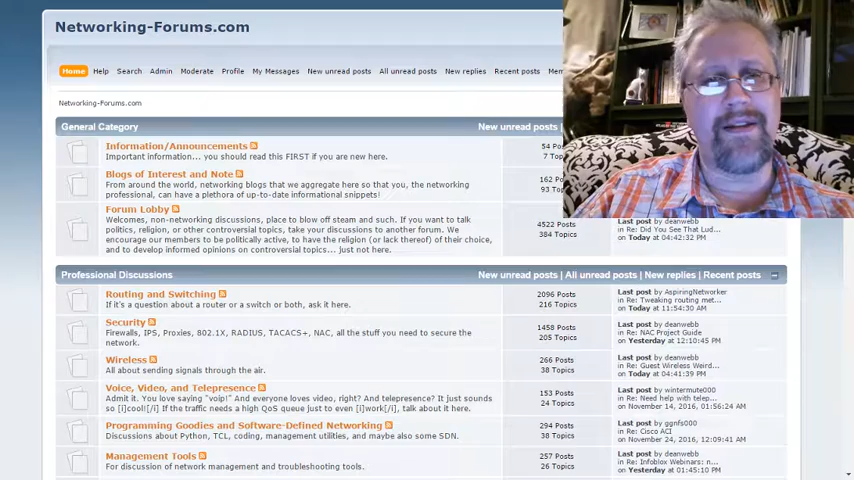 Networking-Forums.com
Home Help Search Admin Moderate Profile My Messages New unread posts All unread posts New replies Recent posts
Networking-Forums.com
General Category New unread posts |
Information/Announcements
Important information... you should read this FIRST if you are new here.
54 Po
7 Top
Blogs of Interest and Note
From around the world, networking blogs that we aggregate here so that you, the networking
professional, can have a plethora of up-to-date informational snippets!
162 Po
93 Top
Forum Lobby
Welcomes, non-networking discussions, place to blow off steam and such. If you want to talk
politics, religion, or other controversial topics, take your discussions to another forum. We
encourage our members to be politically active, to have the religion (or lack thereof) of their choice,
and to develop informed opinions on controversial topics... just not here.
4522 Posts
384 Topics
Last post by deanwebb
in Re: Did You See That Lud...
on Today at 04:42:32 PM
Professional Discussions New unread posts | All unread posts | New replies | Recent posts
Routing and Switching
If it's a question about a router or a switch or both, ask it here.
2096 Posts
216 Topics
Last post by AspiringNetworker
in Re: Tweaking routing met...
on Today at 11:54:30 AM
Security
Firewalls, IPS, Proxies, 802.1X, RADIUS, TACACS+, NAC, all the stuff you need to secure the
network.
1458 Posts
205 Topics
Last post by deanwebb
in Re: NAC Project Guide
on Yesterday at 12:10:45 PM
Wireless
All about sending signals through the air.
266 Posts
38 Topics
Last post by deanwebb
in Re: Guest Wireless Weird...
on Today at 04:41:39 PM
Voice, Video, and Telepresence
Admit it. You love saying "voip!" And everyone loves video, right? And telepresence? It just sounds
so [i]cool![/i] If the traffic needs a high QoS queue just to even [i]work[/i], talk about it here.
153 Posts
24 Topics
Last post by wintermute000
in Re: Need help with telep...
on November 14, 2016, 01:56:24 AM
Programming Goodies and Software-Defined Networking
Discussions about Python, TCL, coding, management utilities, and maybe also some SDN.
294 Posts
38 Topics
Last post by ggnfs000
in Re: Cisco ACI
on November 24, 2016, 12:09:41 AM
Management Tools
For discussion of network management and troubleshooting tools.
257 Posts
26 Topics
Last post by deanwebb
in Re: Infoblox Webinars: n...
on Yesterday at 01:45:10 PM